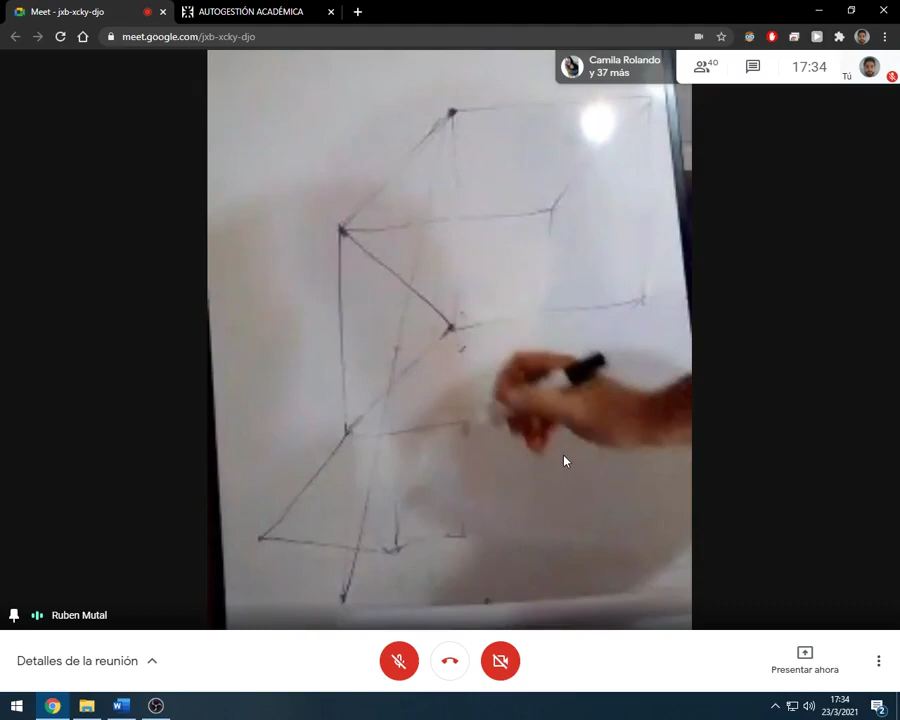 Meet - jxb-xcky-djo
AUTOGESTIÓN ACADÉMICA
meet.google.com/jxb-xcky-djo
Camila Rolando
y 37 más
40
17:34
Tú
Ruben Mutal
Detalles de la reunión
Presentar ahora
17:34
23/3/2021
2